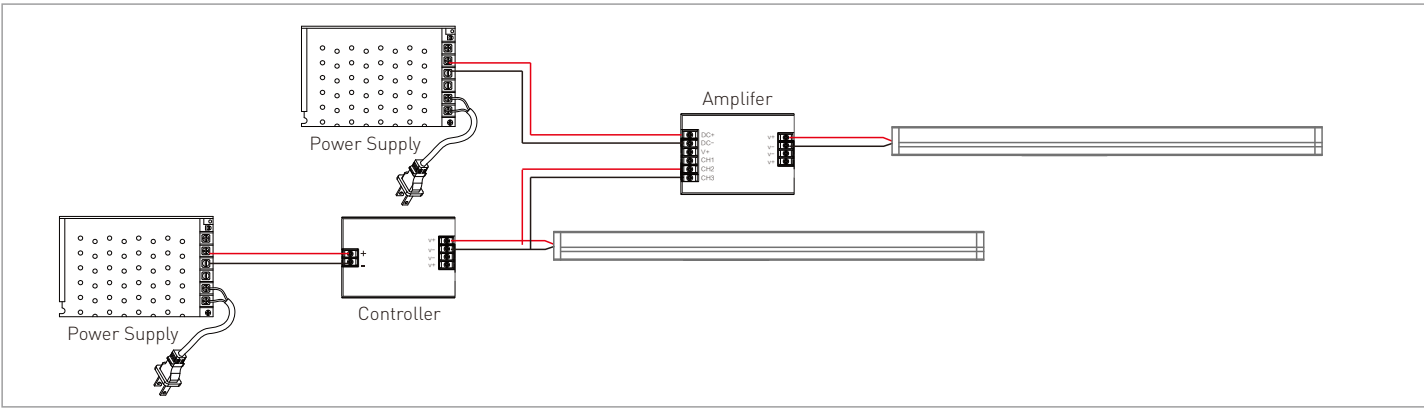 Amplifer
DC+
DC-
V+
CH1
CH2
CH3
V+
V-
V-
V+
Power Supply
+
-
V+
V-
V-
V+
Controller
Power Supply